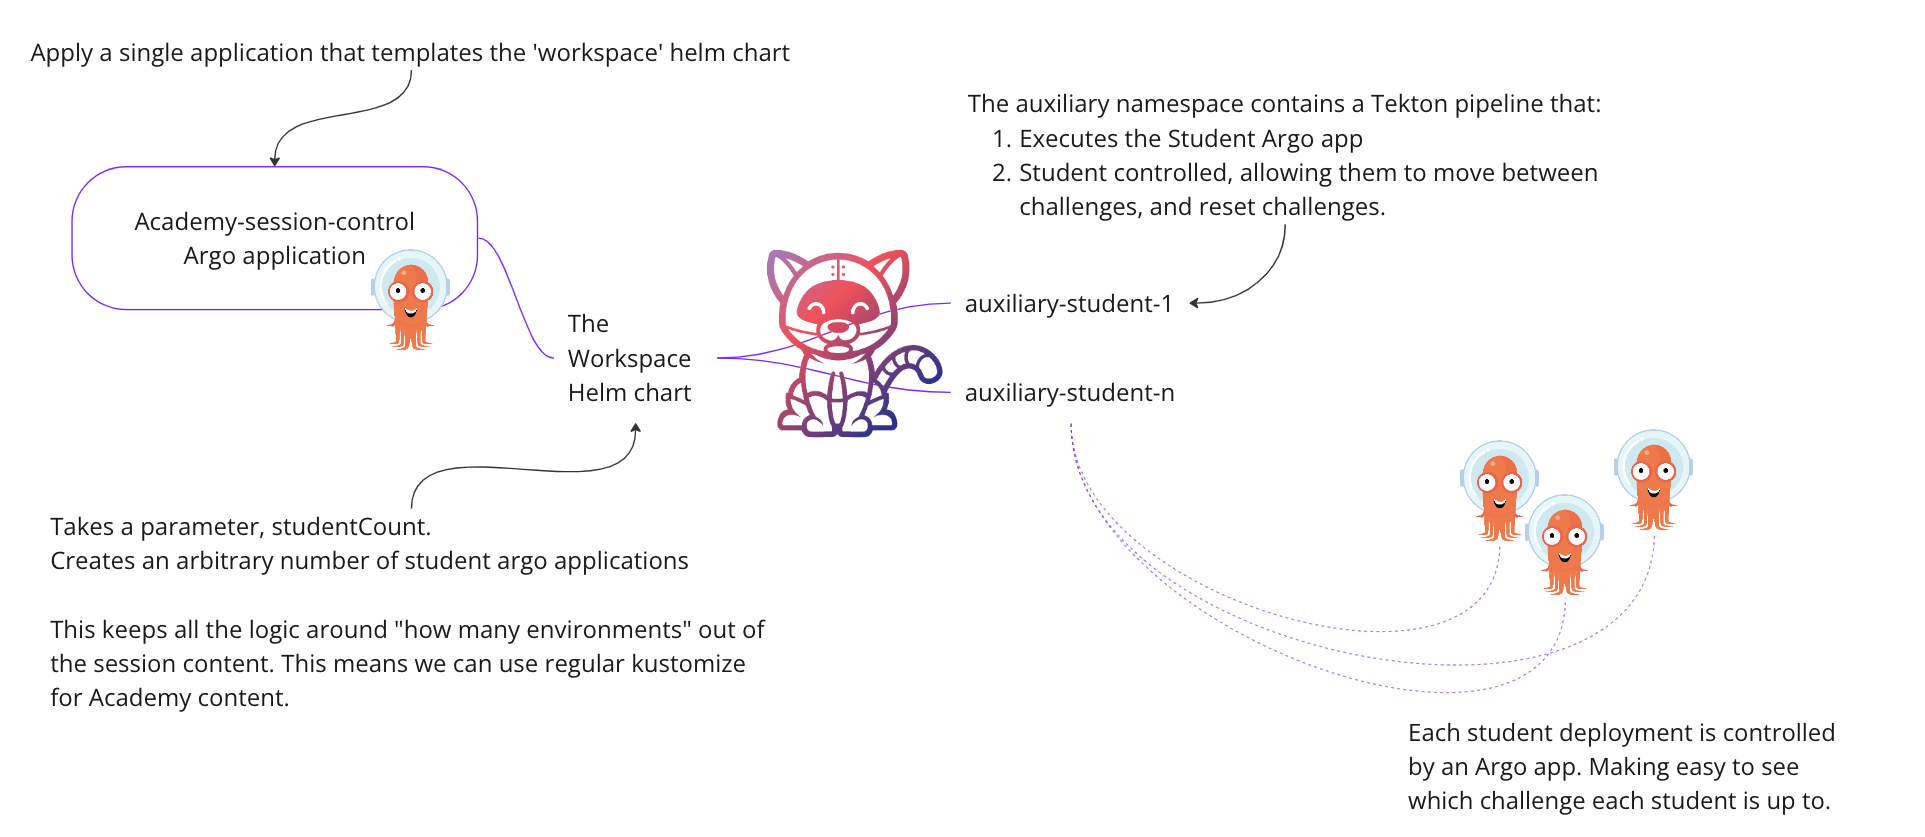 Apply a single application that templates the 'workspace' helm chart
The auxiliary namespace contains a Tekton pipeline that:
1. Executes the Student Argo app
2. Student controlled, allowing them to move between
challenges, and reset challenges.
Academy-session-control
Argo application
The
Workspace
Helm chart
auxiliary-student-1
auxiliary-student-n
Takes a parameter, studentCount.
Creates an arbitrary number of student argo applications
This keeps all the logic around "how many environments" out of
the session content. This means we can use regular kustomize
for Academy content.
Each student deployment is controlled
by an Argo app. Making easy to see
which challenge each student is up to.